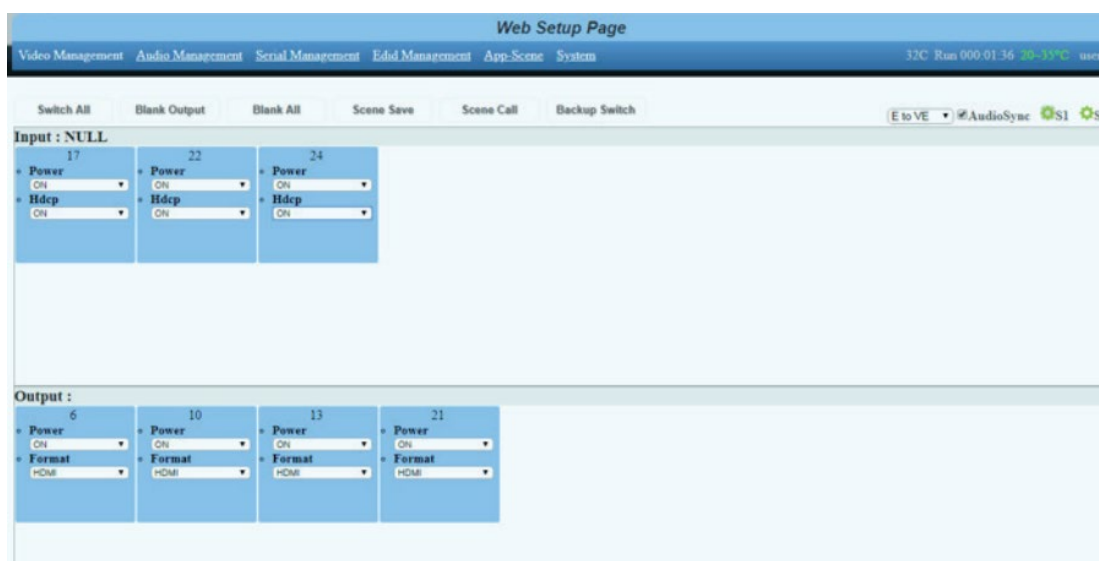 Web Setup Page
Video Management Audio Management Serial Management Edid Management App-Scene System 32C Run 000:01:36 20~35°C user
Switch All Blank Output Blank All Scene Save Scene Call Backup Switch E to VE AudioSync S1 S
Input : NULL
17 22 24
Power Power Power
ON ON ON
Hdcp Hdcp Hdcp
ON ON ON
Output :
6 10 13 21
Power Power Power Power
ON ON ON ON
Format Format Format Format
HDMI HDMI HDMI HDMI